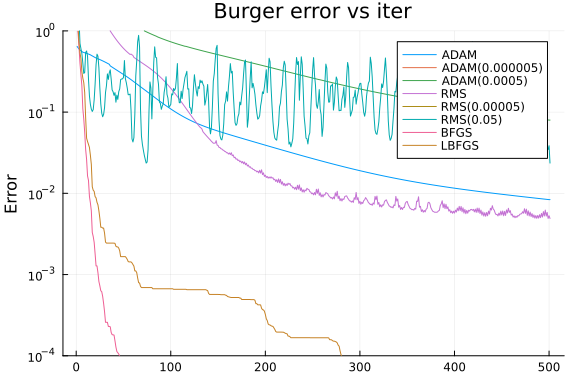 Burger error vs iter
Error
10^0
10^-1
10^-2
10^-3
10^-4
ADAM
ADAM(0.000005)
ADAM(0.0005)
RMS
RMS(0.00005)
RMS(0.05)
BFGS
LBFGS
0 100 200 300 400 500